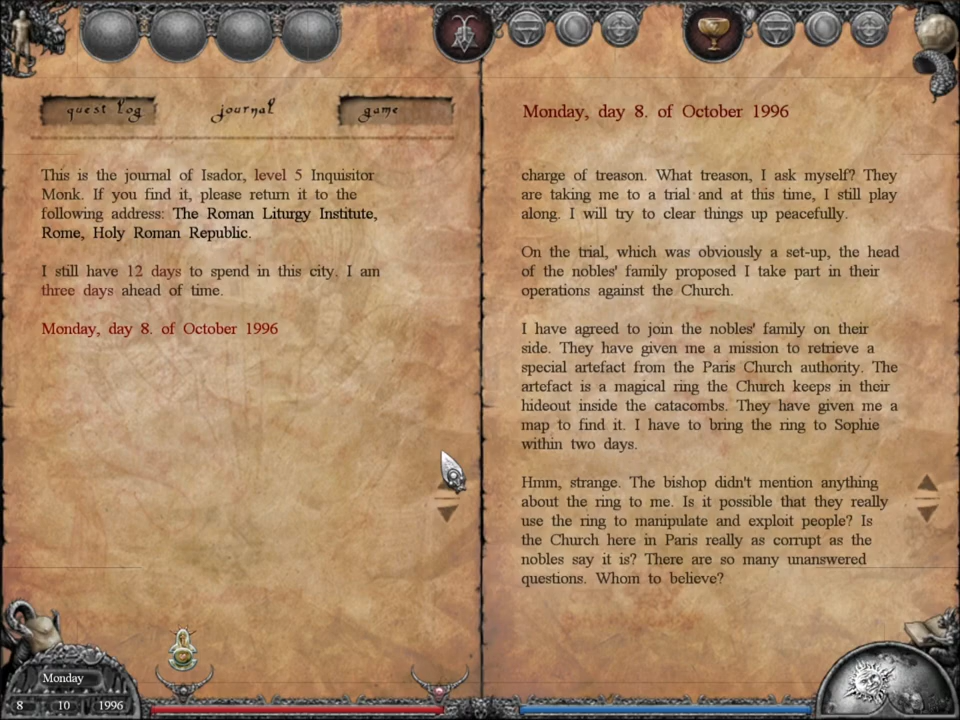 quest log
journal
game
This is the journal of Isador, level 5 Inquisitor
Monk. If you find it, please return it to the
following address: The Roman Liturgy Institute,
Rome, Holy Roman Republic.
I still have 12 days to spend in this city. I am
three days ahead of time.
Monday, day 8. of October 1996
Monday, day 8. of October 1996
charge of treason. What treason, I ask myself? They
are taking me to a trial and at this time, I still play
along. I will try to clear things up peacefully.
On the trial, which was obviously a set-up, the head
of the nobles' family proposed I take part in their
operations against the Church.
I have agreed to join the nobles' family on their
side. They have given me a mission to retrieve a
special artefact from the Paris Church authority. The
artefact is a magical ring the Church keeps in their
hideout inside the catacombs. They have given me a
map to find it. I have to bring the ring to Sophie
within two days.
Hmm, strange. The bishop didn't mention anything
about the ring to me. Is it possible that they really
use the ring to manipulate and exploit people? Is
the Church here in Paris really as corrupt as the
nobles say it is? There are so many unanswered
questions. Whom to believe?
Monday
8 10 1996